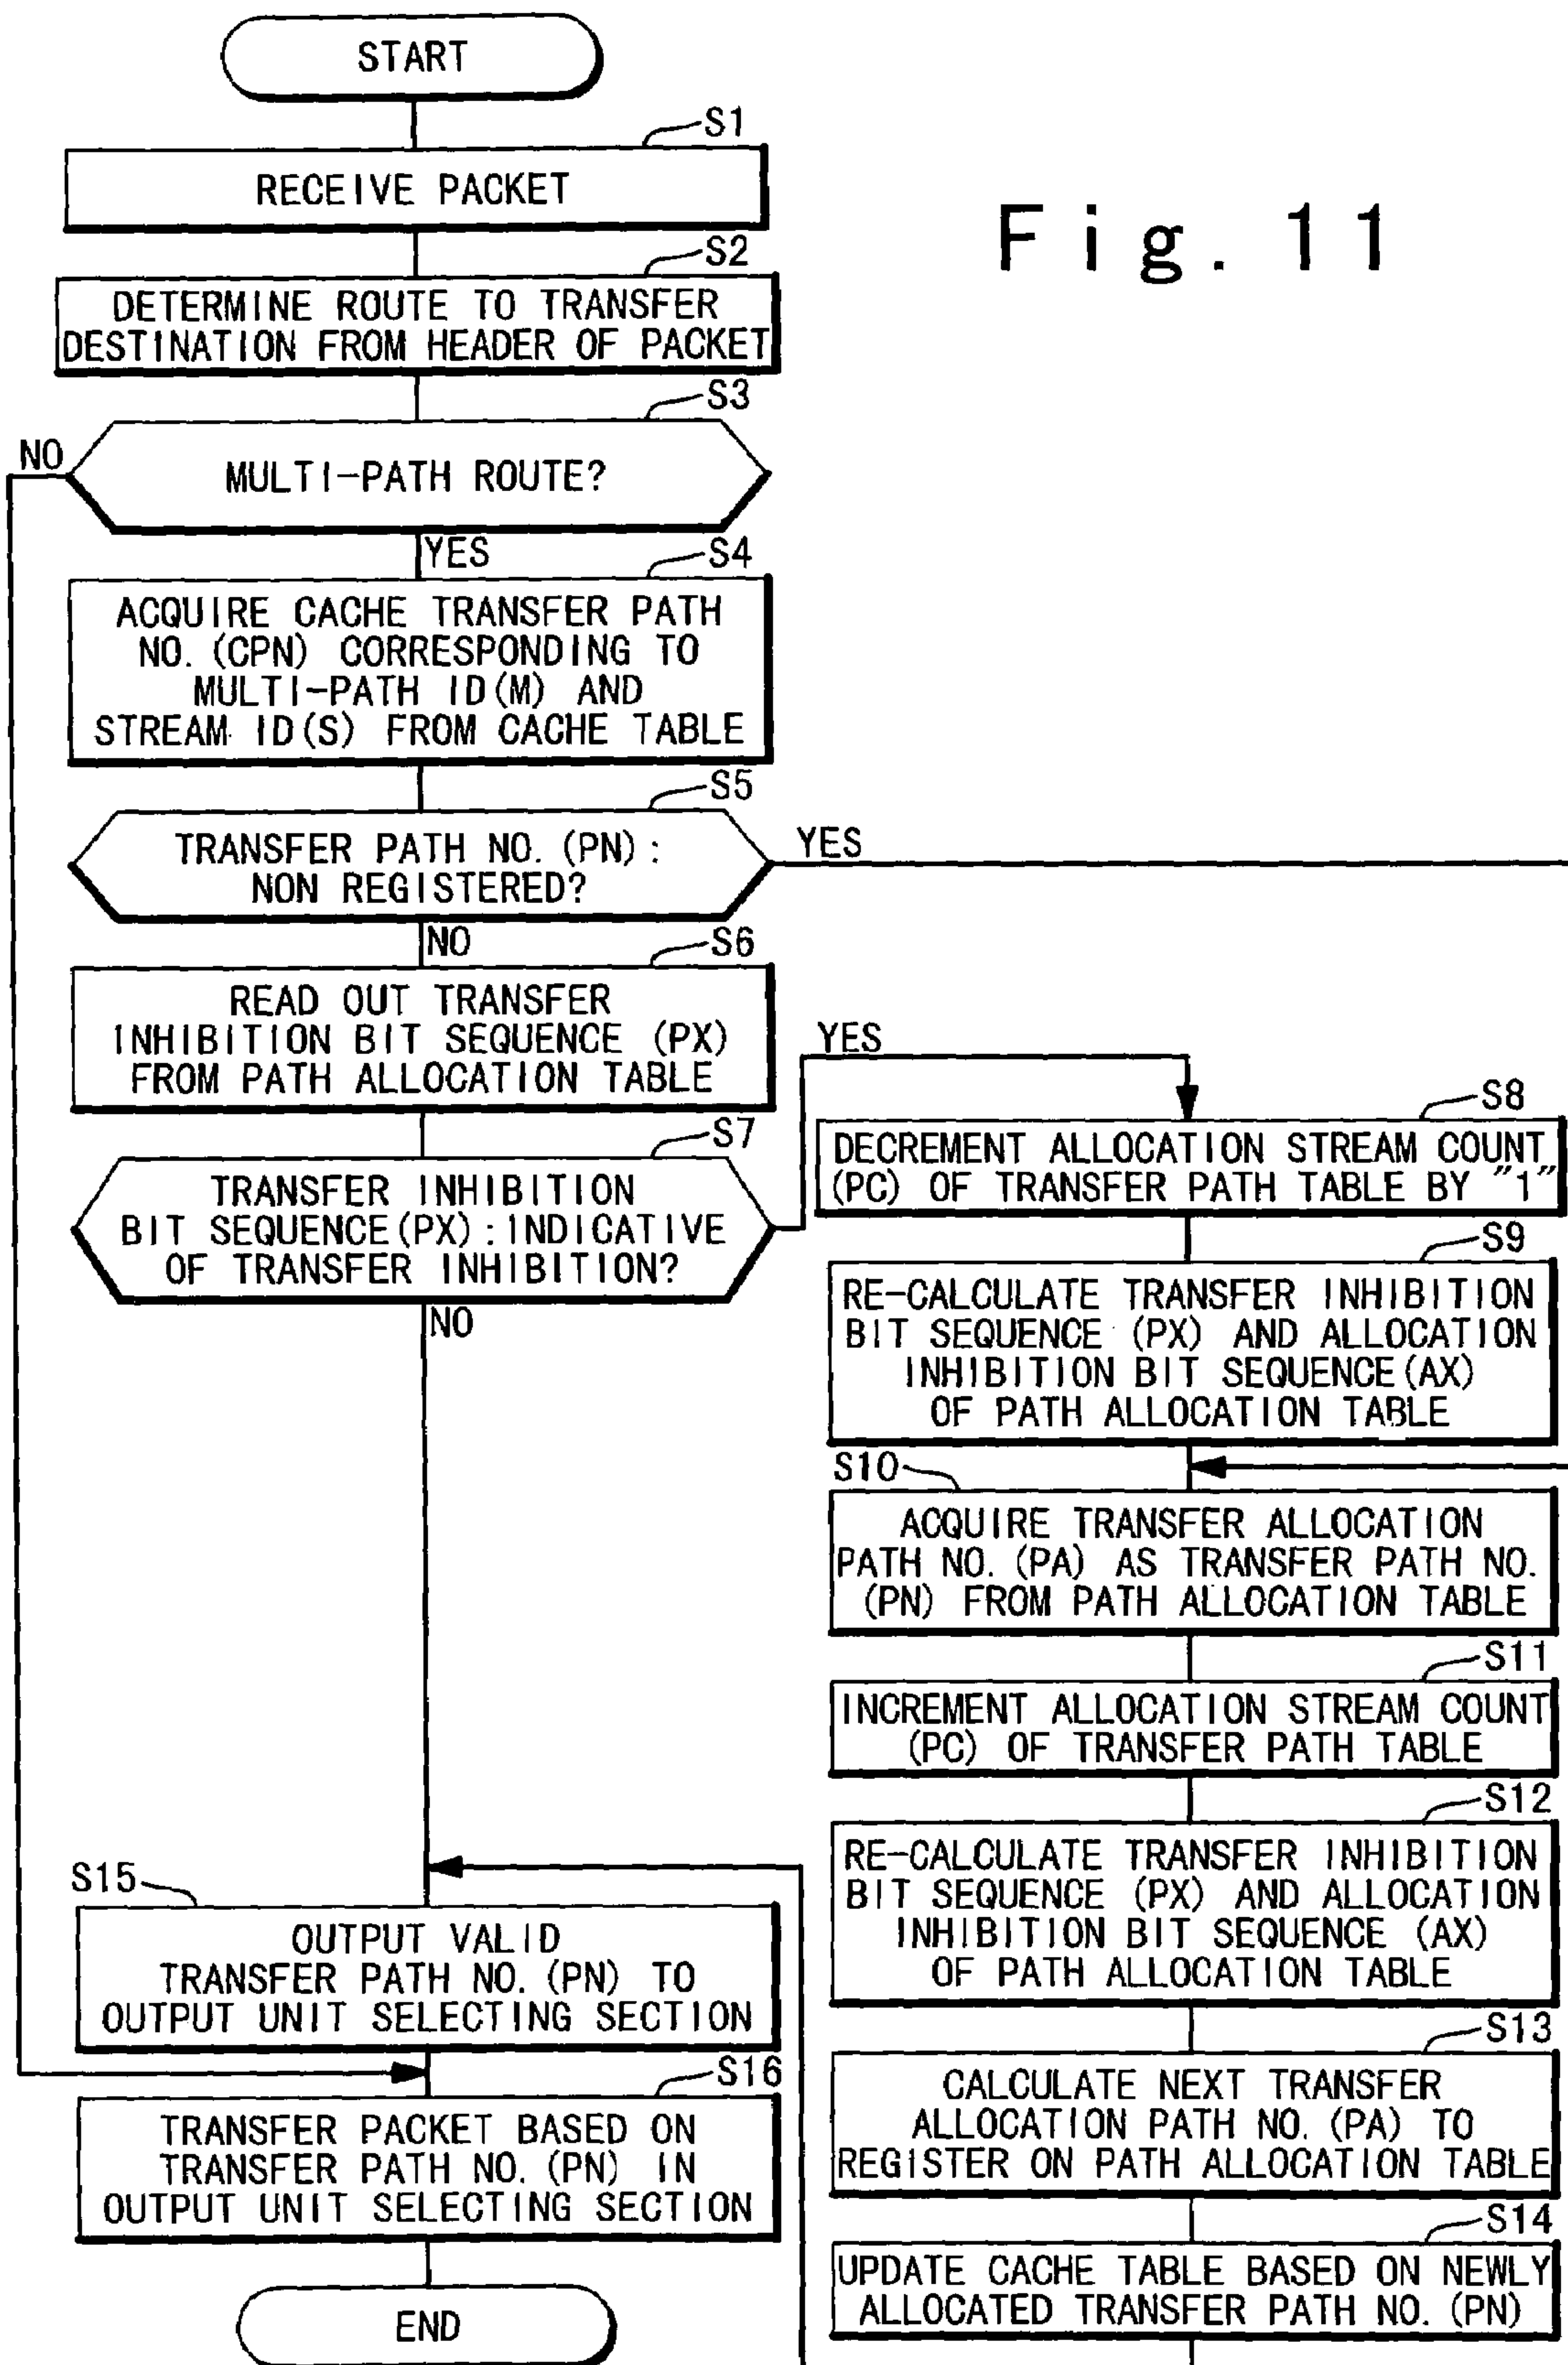 Fig. 11
START
S1
RECEIVE PACKET
S2
DETERMINE ROUTE TO TRANSFER
DESTINATION FROM HEADER OF PACKET
S3
NO
MULTI-PATH ROUTE?
YES
S4
ACQUIRE CACHE TRANSFER PATH
NO. (CPN) CORRESPONDING TO
MULTI-PATH ID(M) AND
STREAM ID(S) FROM CACHE TABLE
S5
TRANSFER PATH NO. (PN) :
NON REGISTERED?
YES
NO
S6
READ OUT TRANSFER
INHIBITION BIT SEQUENCE (PX)
FROM PATH ALLOCATION TABLE
S7
TRANSFER INHIBITION
BIT SEQUENCE(PX) : INDICATIVE
OF TRANSFER INHIBITION?
YES
NO
S8
DECREMENT ALLOCATION STREAM COUNT
(PC) OF TRANSFER PATH TABLE BY "1"
S9
RE-CALCULATE TRANSFER INHIBITION
BIT SEQUENCE (PX) AND ALLOCATION
INHIBITION BIT SEQUENCE(AX)
OF PATH ALLOCATION TABLE
S10
ACQUIRE TRANSFER ALLOCATION
PATH NO. (PA) AS TRANSFER PATH NO.
(PN) FROM PATH ALLOCATION TABLE
S11
INCREMENT ALLOCATION STREAM COUNT
(PC) OF TRANSFER PATH TABLE
S12
RE-CALCULATE TRANSFER INHIBITION
BIT SEQUENCE (PX) AND ALLOCATION
INHIBITION BIT SEQUENCE (AX)
OF PATH ALLOCATION TABLE
S13
CALCULATE NEXT TRANSFER
ALLOCATION PATH NO. (PA) TO
REGISTER ON PATH ALLOCATION TABLE
S14
UPDATE CACHE TABLE BASED ON NEWLY
ALLOCATED TRANSFER PATH NO. (PN)
S15
OUTPUT VALID
TRANSFER PATH NO. (PN) TO
OUTPUT UNIT SELECTING SECTION
S16
TRANSFER PACKET BASED ON
TRANSFER PATH NO. (PN) IN
OUTPUT UNIT SELECTING SECTION
END